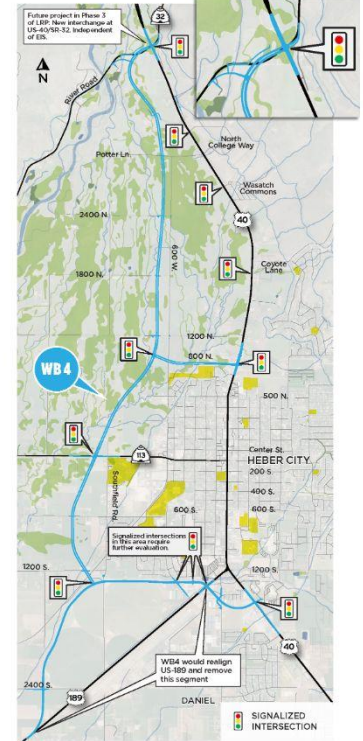 Future project in Phase 3
of LRP. New interchange at
US-40/SR-32. Independent
of EIS.
32
N
River Road
North
College Way
Potter Ln.
Wasatch
Commons
2400 N.
40
600 W.
Coyote
Lane
1800 N.
1200 N.
800 N.
WB4
500 N.
113
Center St.
HEBER CITY
200 S.
Southfield Rd.
400 S.
600 S.
600 S.
Signalized intersections
in this area require
further evaluation.
1200 S.
1200 S.
40
WB4 would realign
US-189 and remove
this segment
2400 S.
189
DANIEL
SIGNALIZED
INTERSECTION